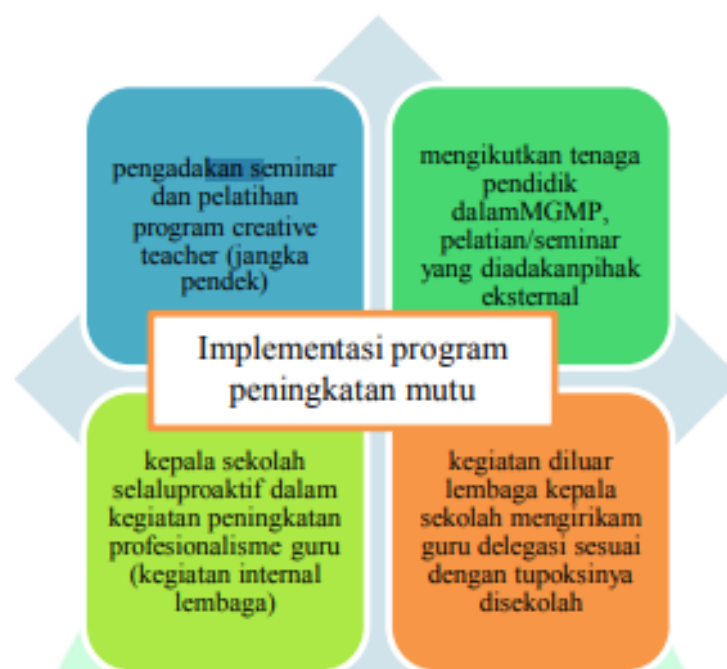 pengadakan seminar
dan pelatihan
program creative
teacher (jangka
pendek)
mengikutkan tenaga
pendidik
dalamMGMP,
pelatian/seminar
yang diadakanpihak
eksternal
Implementasi program
peningkatan mutu
kepala sekolah
selaluproaktif dalam
kegiatan peningkatan
profesionalisme guru
(kegiatan internal
lembaga)
kegiatan diluar
lembaga kepala
sekolah mengirikam
guru delegasi sesuai
dengan tupoksinya
disekolah